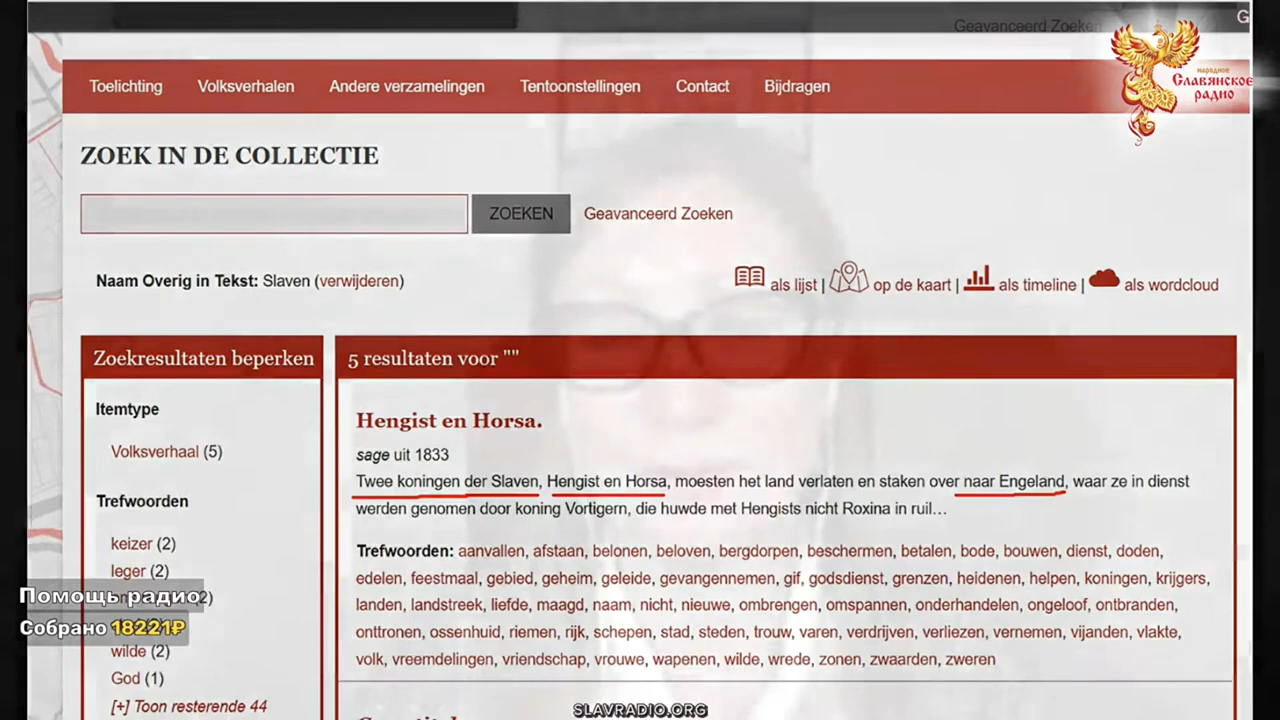 Geavanceerd Zoeken
G
народное
Славянское
радио
Toelichting Volksverhalen Andere verzamelingen Tentoonstellingen Contact Bijdragen
ZOEK IN DE COLLECTIE
ZOEKEN Geavanceerd Zoeken
Naam Overig in Tekst: Slaven (verwijderen)
als lijst | op de kaart | als timeline | als wordcloud
Zoekresultaten beperken
Itemtype
Volksverhaal (5)
Trefwoorden
keizer (2)
leger (2)
(2)
wilde (2)
God (1)
[+] Toon resterende 44
5 resultaten voor ""
Hengist en Horsa.
sage uit 1833
Twee koningen der Slaven, Hengist en Horsa, moesten het land verlaten en staken over naar Engeland, waar ze in dienst
werden genomen door koning Vortigern, die huwde met Hengists nicht Roxina in ruil…
Trefwoorden: aanvallen, afstaan, belonen, beloven, bergdorpen, beschermen, betalen, bode, bouwen, dienst, doden,
edelen, feestmaal, gebied, geheim, geleide, gevangennemen, gif, godsdienst, grenzen, heidenen, helpen, koningen, krijgers,
landen, landstreek, liefde, maagd, naam, nicht, nieuwe, ombrengen, omspannen, onderhandelen, ongeloof, ontbranden,
onttronen, ossenhuid, riemen, rijk, schepen, stad, steden, trouw, varen, verdrijven, verliezen, vernemen, vijanden, vlakte,
volk, vreemdelingen, vriendschap, vrouwe, wapenen, wilde, wrede, zonen, zwaarden, zweren
Помощь радио
Собрано 18221₽
SLAVRADIO.ORG